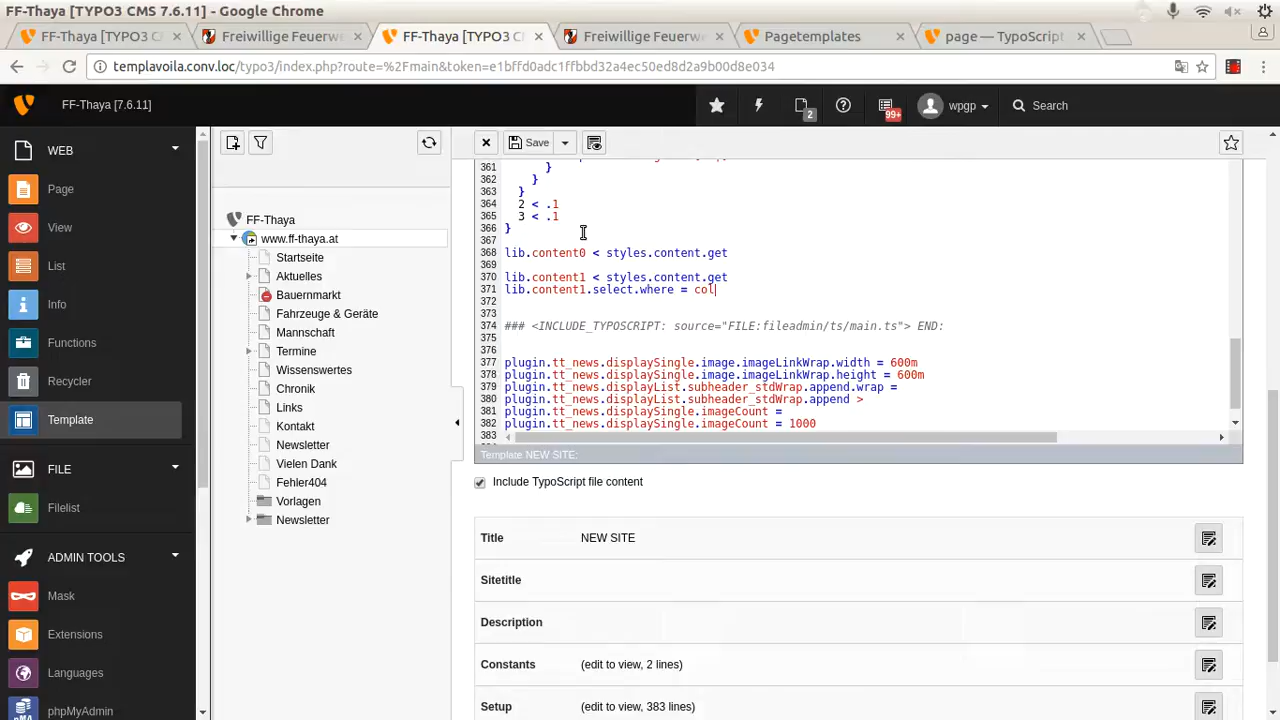 FF-Thaya [TYPO3 CMS 7.6.11] - Google Chrome
FF-Thaya [TYPO3 C
Freiwillige Feuerw
FF-Thaya [TYPO3 C
Freiwillige Feuerw
Pagetemplates
page — TypoScript
templavoila.conv.loc/typo3/index.php?route=%2Fmain&token=e1bffd0adc1ffbbd32a4ec50ed8d2a9b00d8e034
FF-Thaya [7.6.11]
2
99+
wpgp
Search
WEB
Page
View
List
Info
Functions
Recycler
Template
FILE
Filelist
ADMIN TOOLS
Mask
Extensions
Languages
phpMyAdmin
FF-Thaya
www.ff-thaya.at
Startseite
Aktuelles
Bauernmarkt
Fahrzeuge & Geräte
Mannschaft
Termine
Wissenswertes
Chronik
Links
Kontakt
Newsletter
Vielen Dank
Fehler404
Vorlagen
Newsletter
Save
361 }
362 }
363 }
364 2 < .1
365 3 < .1
366 }
367
368 lib.content0 < styles.content.get
369
370 lib.content1 < styles.content.get
371 lib.content1.select.where = col
372
373
374 ### <INCLUDE_TYPOSCRIPT: source="FILE:fileadmin/ts/main.ts"> END:
375
376
377 plugin.tt_news.displaySingle.image.imageLinkWrap.width = 600m
378 plugin.tt_news.displaySingle.image.imageLinkWrap.height = 600m
379 plugin.tt_news.displayList.subheader_stdWrap.append.wrap =
380 plugin.tt_news.displayList.subheader_stdWrap.append >
381 plugin.tt_news.displaySingle.imageCount =
382 plugin.tt_news.displaySingle.imageCount = 1000
383
Template NEW SITE:
Include TypoScript file content
Title NEW SITE
Sitetitle
Description
Constants (edit to view, 2 lines)
Setup (edit to view, 383 lines)